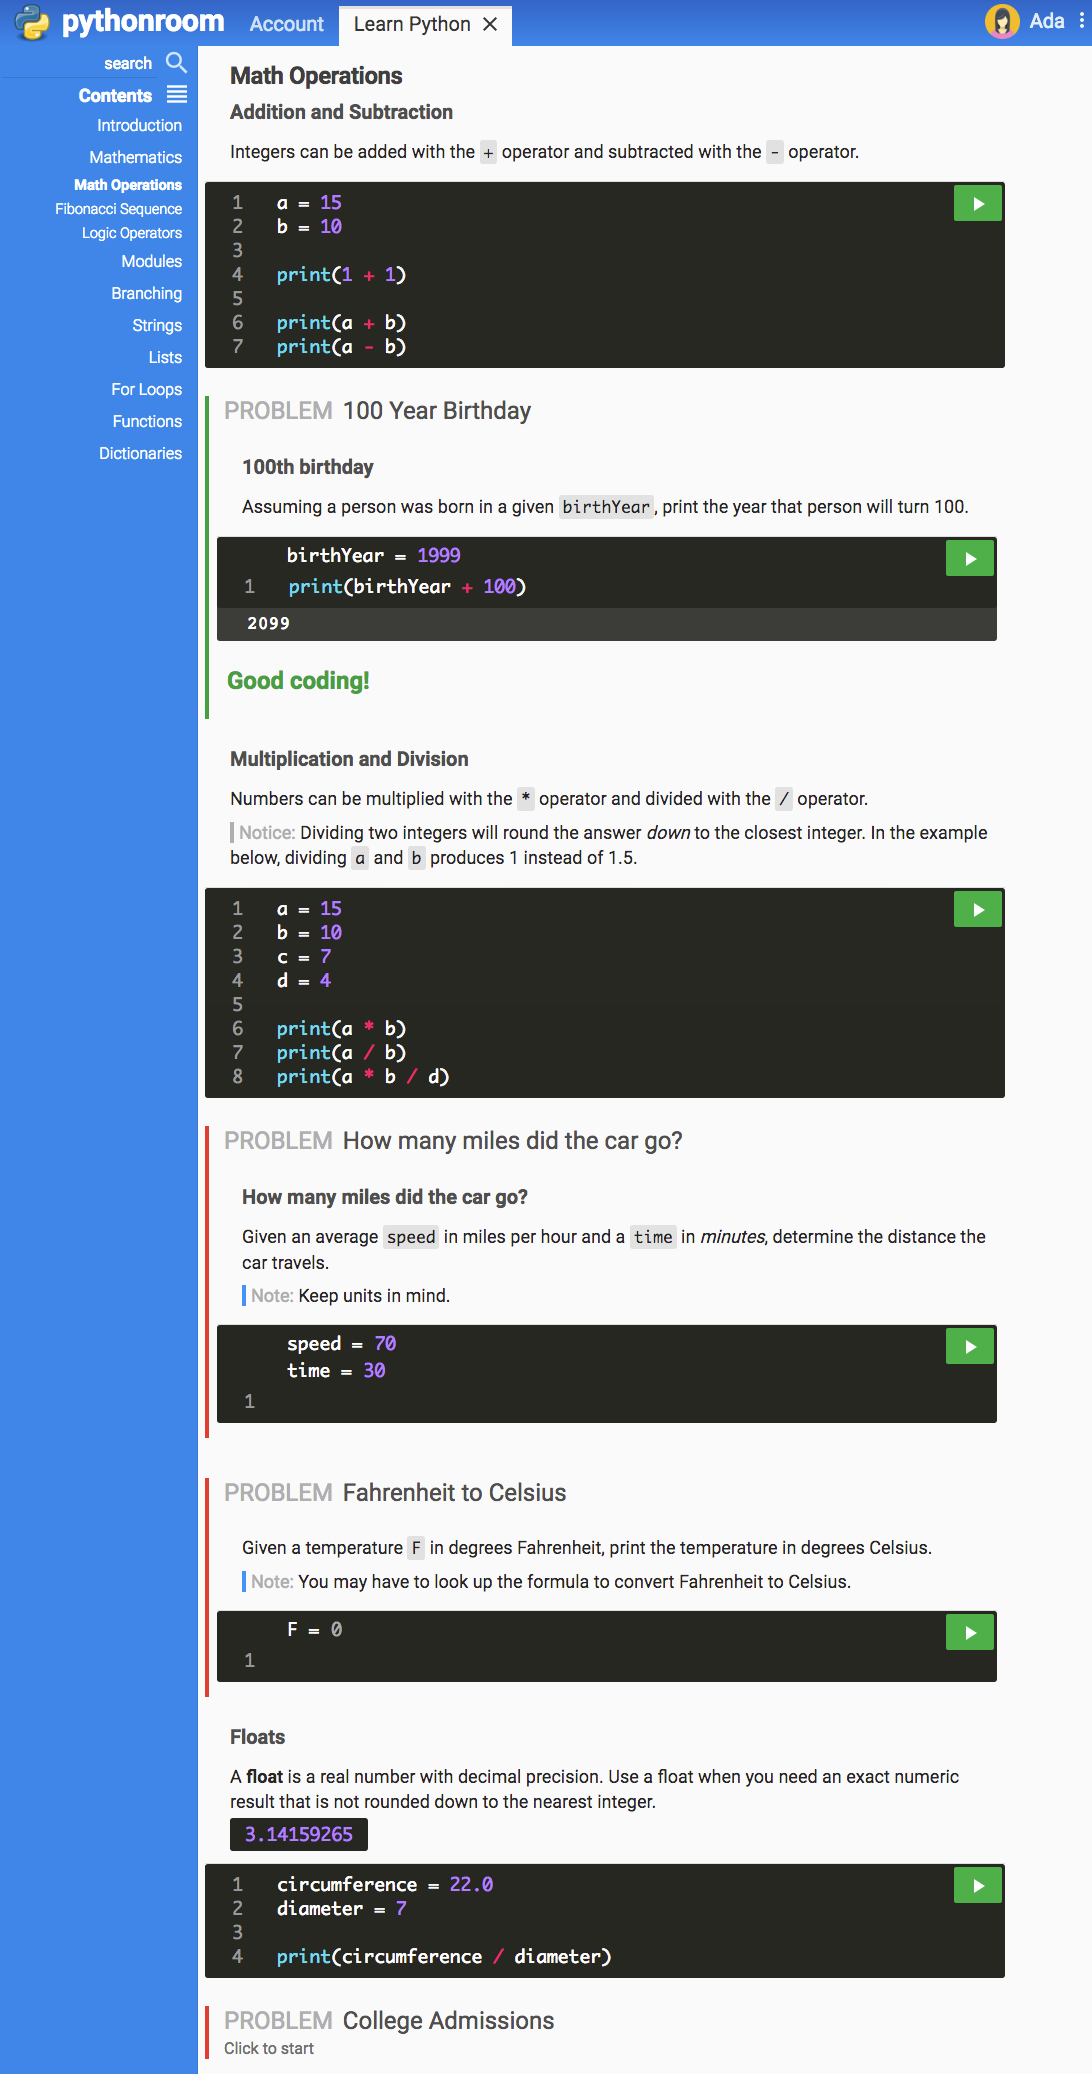 pythonroom Account Learn Python × Ada
search
Contents
Introduction
Mathematics
Math Operations
Fibonacci Sequence
Logic Operators
Modules
Branching
Strings
Lists
For Loops
Functions
Dictionaries
Math Operations
Addition and Subtraction
Integers can be added with the + operator and subtracted with the - operator.
1 a = 15
2 b = 10
3
4 print(1 + 1)
5
6 print(a + b)
7 print(a - b)
PROBLEM 100 Year Birthday
100th birthday
Assuming a person was born in a given birthYear, print the year that person will turn 100.
birthYear = 1999
1 print(birthYear + 100)
2099
Good coding!
Multiplication and Division
Numbers can be multiplied with the * operator and divided with the / operator.
Notice: Dividing two integers will round the answer down to the closest integer. In the example
below, dividing a and b produces 1 instead of 1.5.
1 a = 15
2 b = 10
3 c = 7
4 d = 4
5
6 print(a * b)
7 print(a / b)
8 print(a * b / d)
PROBLEM How many miles did the car go?
How many miles did the car go?
Given an average speed in miles per hour and a time in minutes, determine the distance the
car travels.
Note: Keep units in mind.
speed = 70
time = 30
1
PROBLEM Fahrenheit to Celsius
Given a temperature F in degrees Fahrenheit, print the temperature in degrees Celsius.
Note: You may have to look up the formula to convert Fahrenheit to Celsius.
F = 0
1
Floats
A float is a real number with decimal precision. Use a float when you need an exact numeric
result that is not rounded down to the nearest integer.
3.14159265
1 circumference = 22.0
2 diameter = 7
3
4 print(circumference / diameter)
PROBLEM College Admissions
Click to start